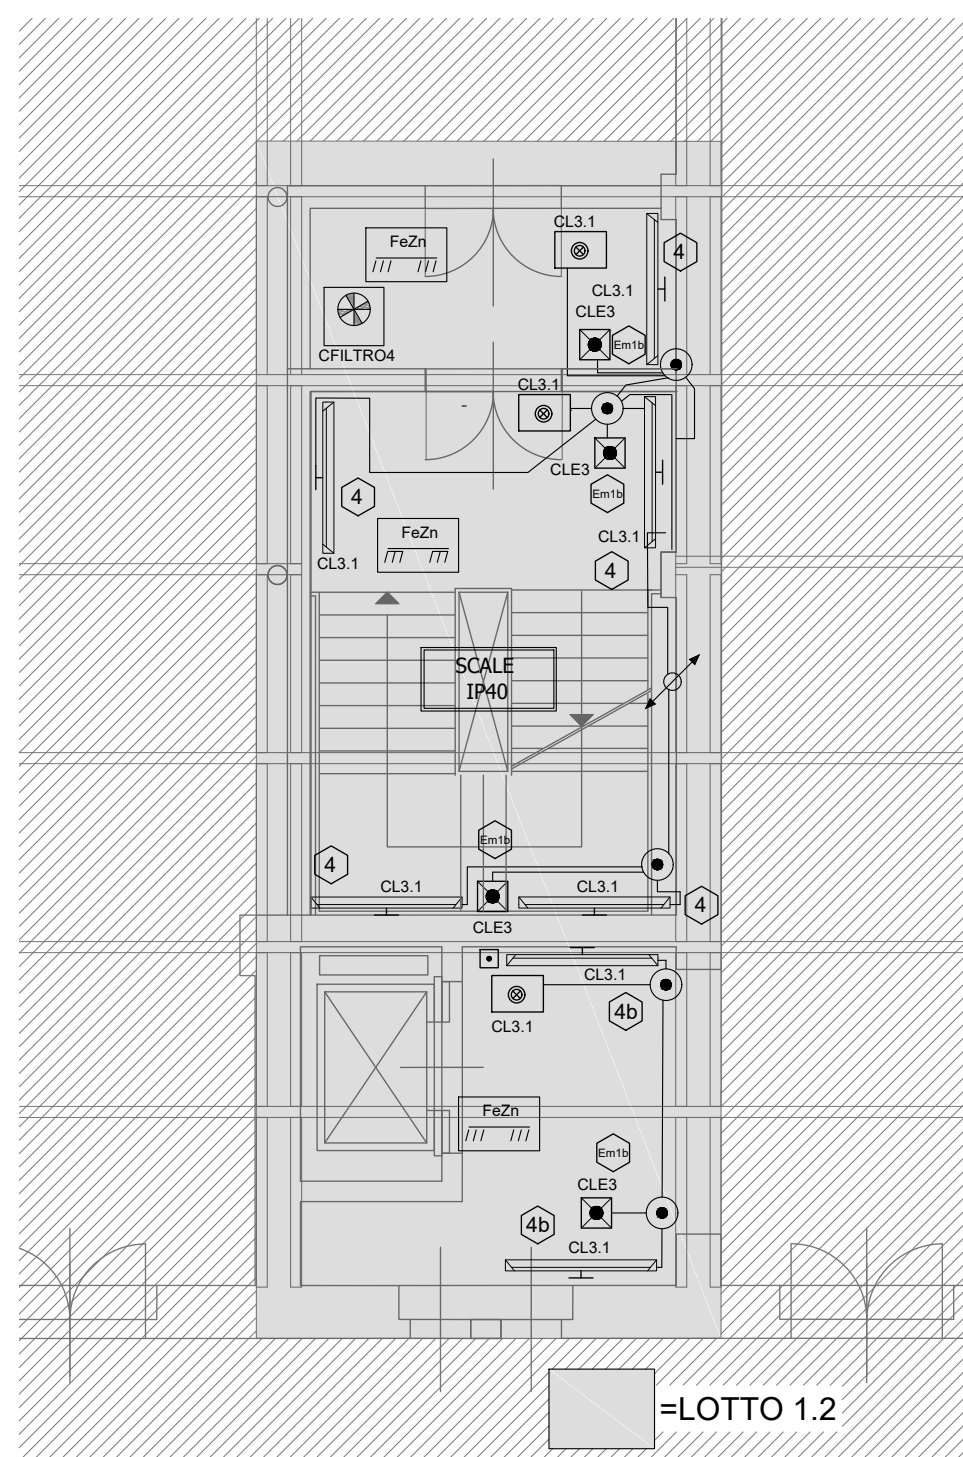 CL3.1
FeZn
4
CL3.1
CLE3
Em1b
CFILTRO4
CL3.1
CLE3
4
Em1b
FeZn
CL3.1
CL3.1
4
SCALE
IP40
Em1b
4
CL3.1
CL3.1
4
CLE3
CL3.1
4b
CL3.1
FeZn
Em1b
CLE3
4b
CL3.1
=LOTTO 1.2